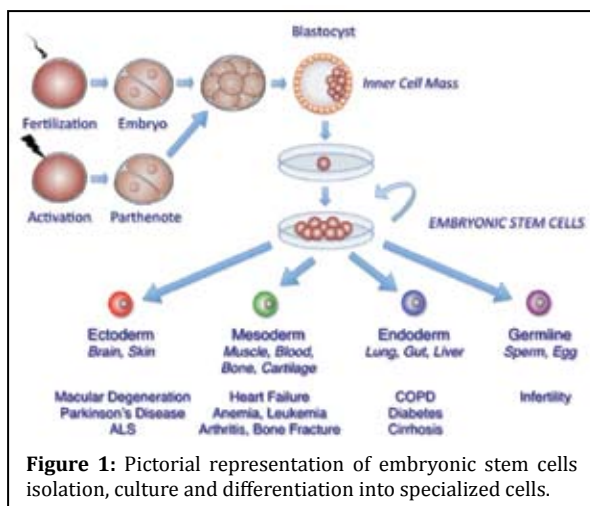 Blastocyst
Inner Cell Mass
Fertilization Embryo
Activation Parthenote
EMBRYONIC STEM CELLS
Ectoderm Mesoderm Endoderm Germline
Brain, Skin Muscle, Blood, Lung, Gut, Liver Sperm, Egg
Bone, Cartilage
Macular Degeneration Heart Failure COPD Infertility
Parkinson's Disease Anemia, Leukemia Diabetes
ALS Arthritis, Bone Fracture Cirrhosis
Figure 1: Pictorial representation of embryonic stem cells
isolation, culture and differentiation into specialized cells.